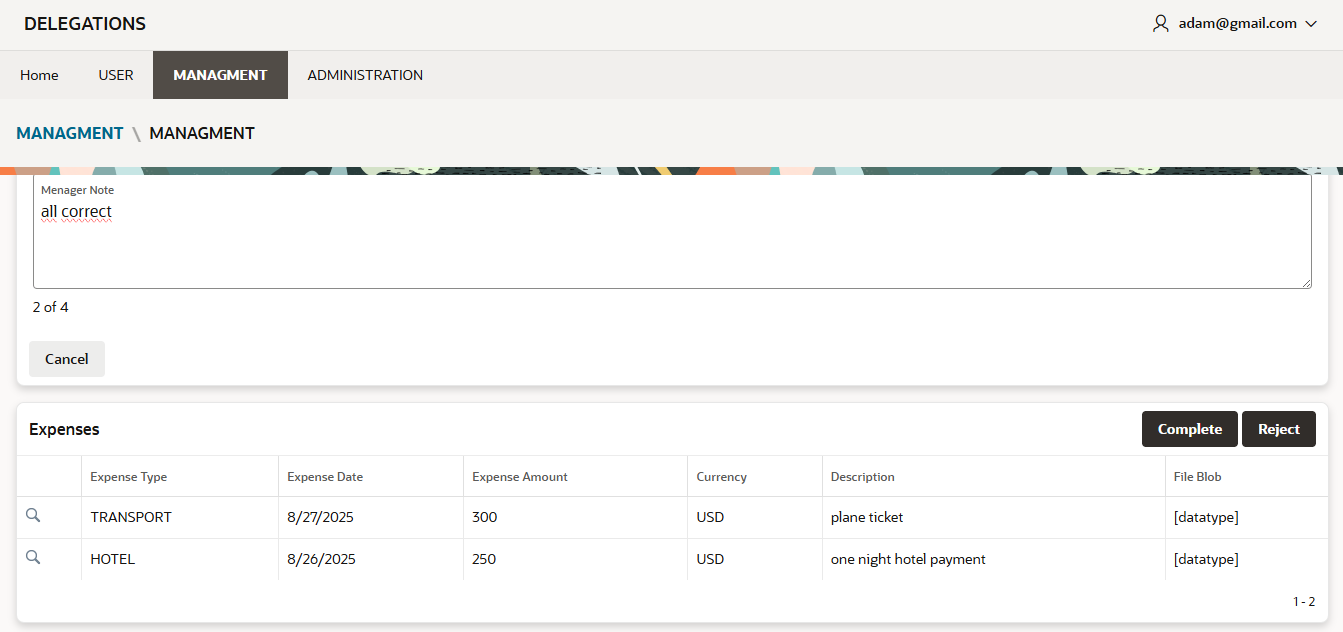 DELEGATIONS
adam@gmail.com
Home USER MANAGMENT ADMINISTRATION
MANAGMENT \ MANAGMENT
Menager Note
all correct
2 of 4
Cancel
Expenses
Complete Reject
Expense Type Expense Date Expense Amount Currency Description File Blob
TRANSPORT 8/27/2025 300 USD plane ticket [datatype]
HOTEL 8/26/2025 250 USD one night hotel payment [datatype]
1 - 2